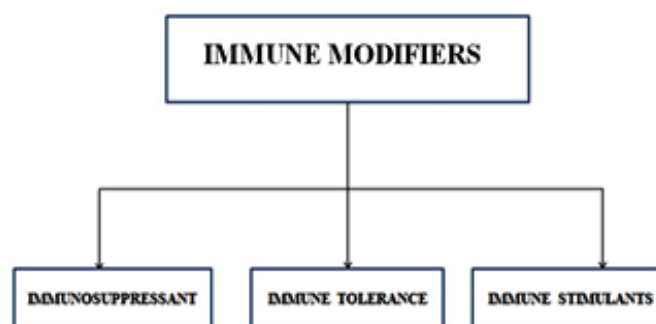 IMMUNE MODIFIERS
IMMUNOSUPPRESSANT
IMMUNE TOLERANCE
IMMUNE STIMULANTS